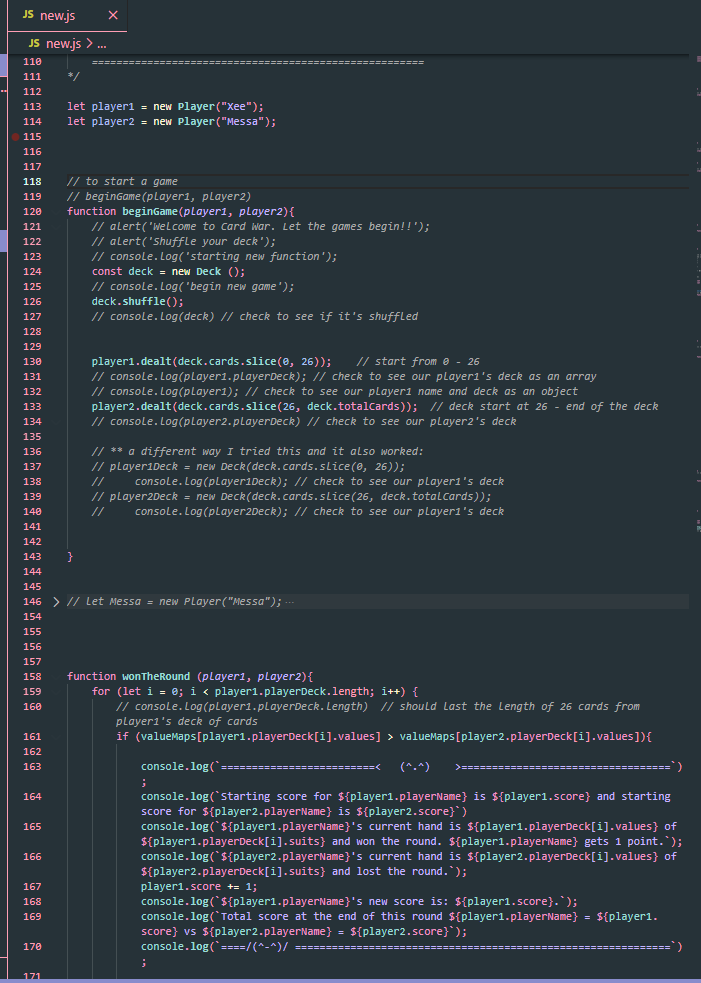 JS new.js ×
JS new.js > ...
110 ======================================================
111 */
112
113 let player1 = new Player("Xee");
114 let player2 = new Player("Messa");
115
116
117
118 // to start a game
119 // beginGame(player1, player2)
120 function beginGame(player1, player2){
121 // alert('Welcome to Card War. Let the games begin!!');
122 // alert('Shuffle your deck');
123 // console.log('starting new function');
124 const deck = new Deck ();
125 // console.log('begin new game');
126 deck.shuffle();
127 // console.log(deck) // check to see if it's shuffled
128
129
130 player1.dealt(deck.cards.slice(0, 26)); // start from 0 - 26
131 // console.log(player1.playerDeck); // check to see our player1's deck as an array
132 // console.log(player1); // check to see our player1 name and deck as an object
133 player2.dealt(deck.cards.slice(26, deck.totalCards)); // deck start at 26 - end of the deck
134 // console.log(player2.playerDeck) // check to see our player2's deck
135
136 // ** a different way I tried this and it also worked:
137 // player1Deck = new Deck(deck.cards.slice(0, 26));
138 // console.log(player1Deck); // check to see our player1's deck
139 // player2Deck = new Deck(deck.cards.slice(26, deck.totalCards));
140 // console.log(player2Deck); // check to see our player1's deck
141
142
143 }
144
145
146 > // let Messa = new Player("Messa"); ...
154
155
156
157
158 function wonTheRound (player1, player2){
159 for (let i = 0; i < player1.playerDeck.length; i++) {
160 // console.log(player1.playerDeck.length) // should last the length of 26 cards from
player1's deck of cards
161 if (valueMaps[player1.playerDeck[i].values] > valueMaps[player2.playerDeck[i].values]){
162
163 console.log(`=========================< (^.^) >==================================`)
;
164 console.log(`Starting score for ${player1.playerName} is ${player1.score} and starting
score for ${player2.playerName} is ${player2.score}`)
165 console.log(`${player1.playerName}'s current hand is ${player1.playerDeck[i].values} of
${player1.playerDeck[i].suits} and won the round. ${player1.playerName} gets 1 point.`);
166 console.log(`${player2.playerName}'s current hand is ${player2.playerDeck[i].values} of
${player2.playerDeck[i].suits} and lost the round.`);
167 player1.score += 1;
168 console.log(`${player1.playerName}'s new score is: ${player1.score}.`);
169 console.log(`Total score at the end of this round ${player1.playerName} = ${player1.
score} vs ${player2.playerName} = ${player2.score}`);
170 console.log(`====/(^-^)/ =============================================================`)
;
171